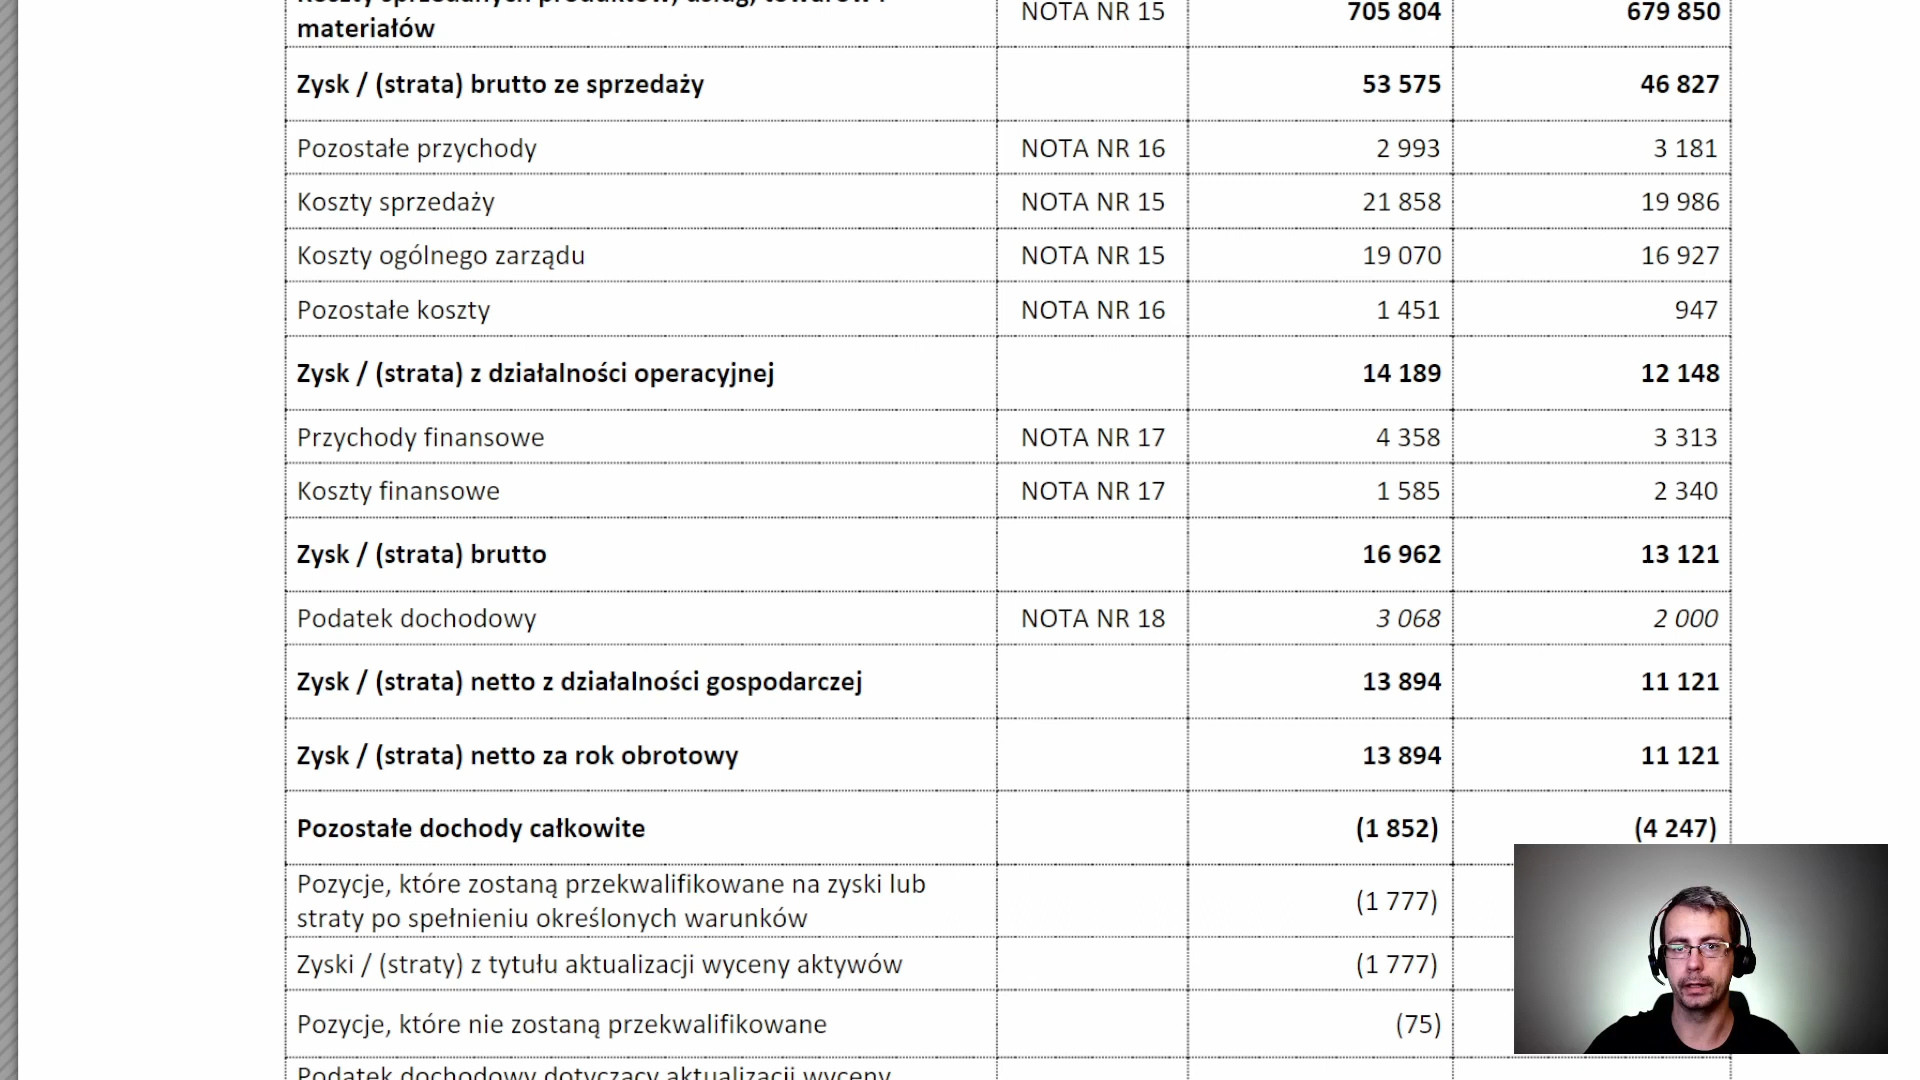 materiałów NOTA NR 15 705 804 679 850
Zysk / (strata) brutto ze sprzedaży 53 575 46 827
Pozostałe przychody NOTA NR 16 2 993 3 181
Koszty sprzedaży NOTA NR 15 21 858 19 986
Koszty ogólnego zarządu NOTA NR 15 19 070 16 927
Pozostałe koszty NOTA NR 16 1 451 947
Zysk / (strata) z działalności operacyjnej 14 189 12 148
Przychody finansowe NOTA NR 17 4 358 3 313
Koszty finansowe NOTA NR 17 1 585 2 340
Zysk / (strata) brutto 16 962 13 121
Podatek dochodowy NOTA NR 18 3 068 2 000
Zysk / (strata) netto z działalności gospodarczej 13 894 11 121
Zysk / (strata) netto za rok obrotowy 13 894 11 121
Pozostałe dochody całkowite (1 852) (4 247)
Pozycje, które zostaną przekwalifikowane na zyski lub
straty po spełnieniu określonych warunków (1 777)
Zyski / (straty) z tytułu aktualizacji wyceny aktywów (1 777)
Pozycje, które nie zostaną przekwalifikowane (75)
Podatek dochodowy dotyczący aktualizacji wyceny